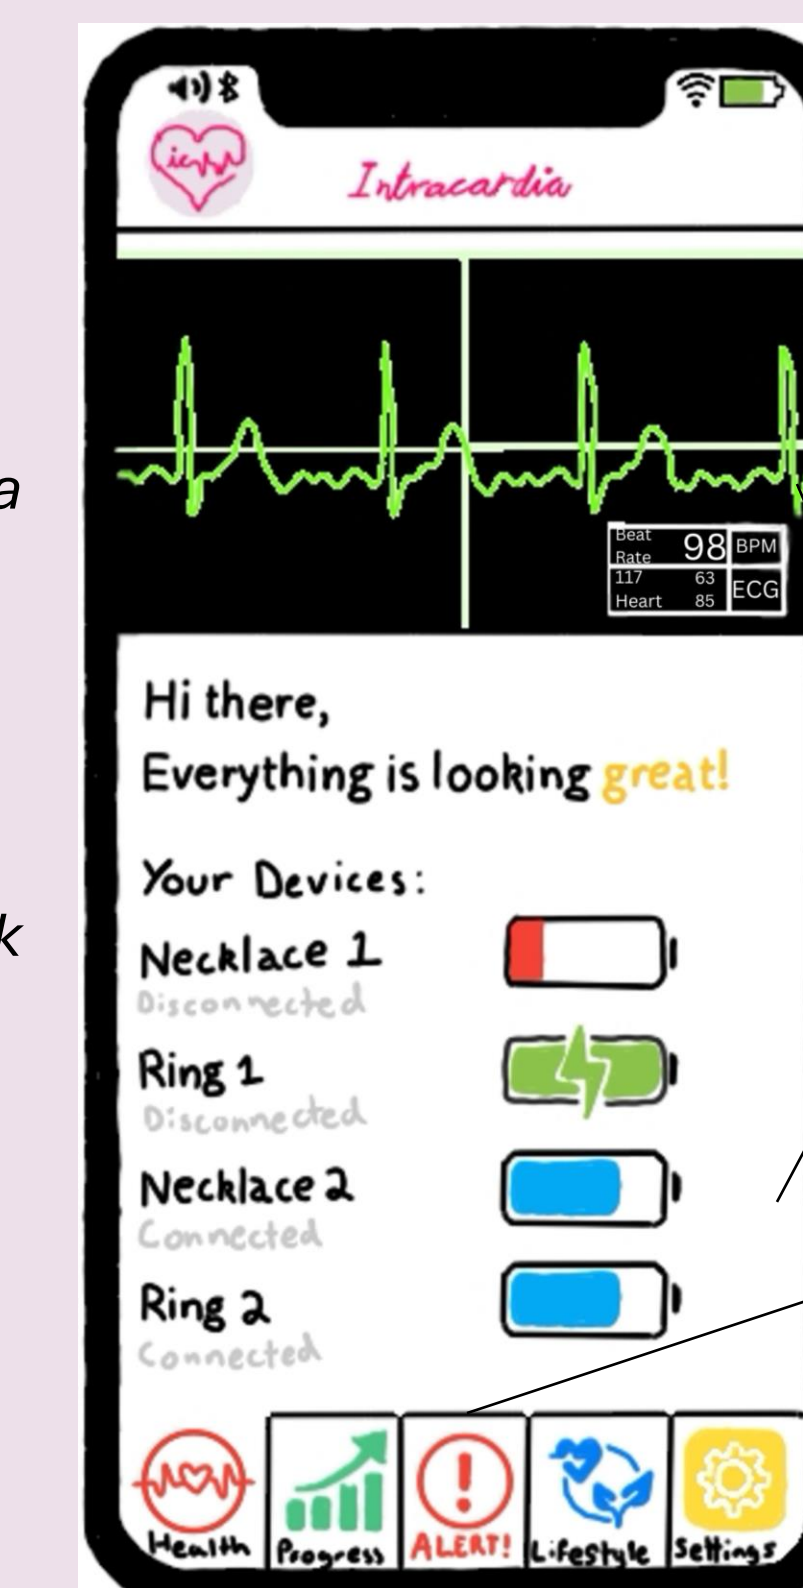 Intracardia
a
Beat
Rate
98
BPM
117
63
Heart
85
ECG
Hi there,
Everything is looking great!
k
Your Devices:
Necklace 1
Disconnected
Ring 1
Disconnected
Necklace 2
Connected
Ring 2
Connected
Health
Progress
ALERT!
Lifestyle
Settings